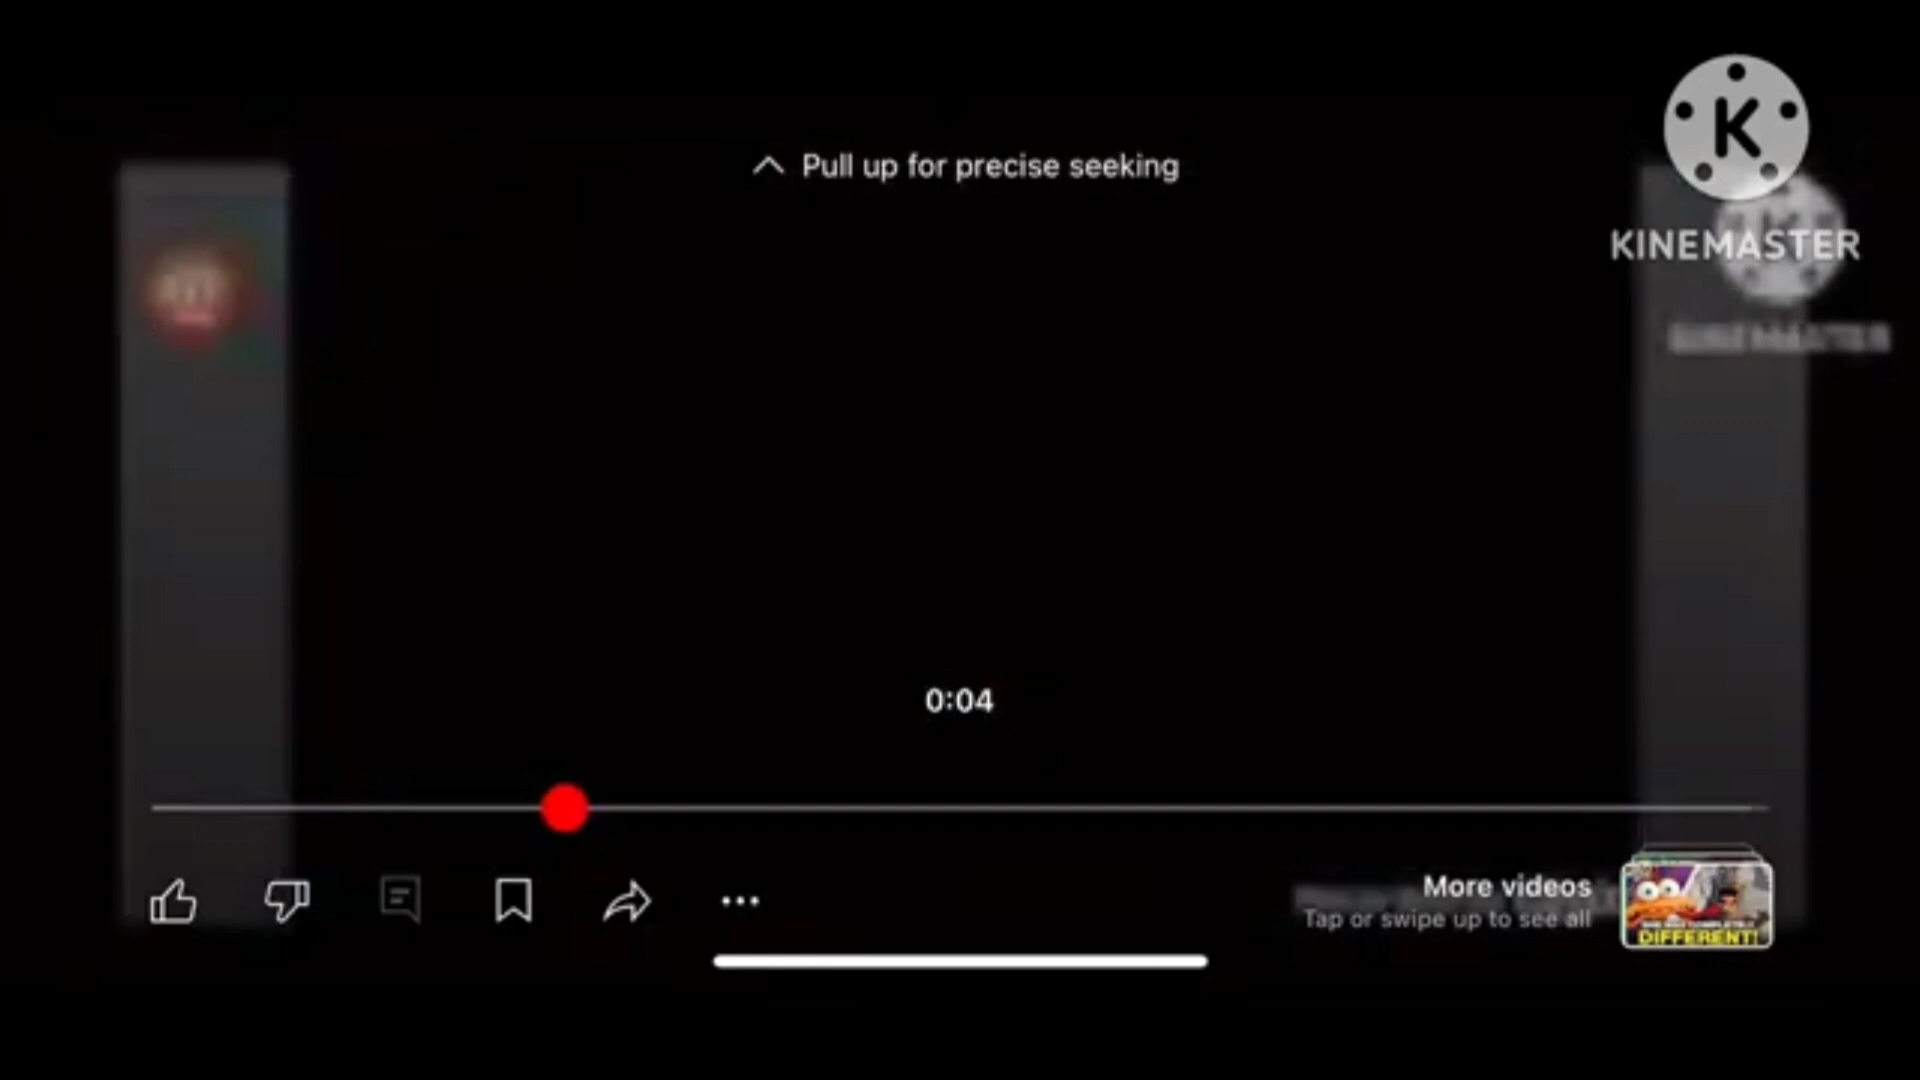 Pull up for precise seeking
K
KINEMASTER
0:04
More videos
Tap or swipe up to see all
DIFFERENT!